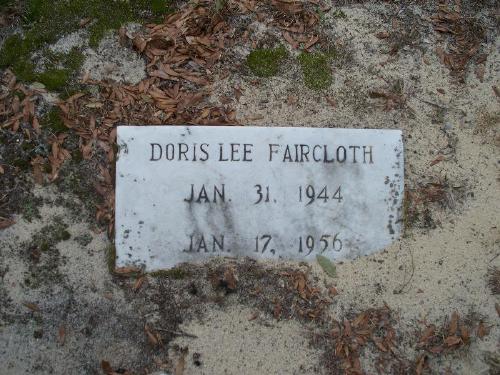 DORIS LEE FAIRCLOTH
JAN. 31, 1944
JAN. 17, 1956